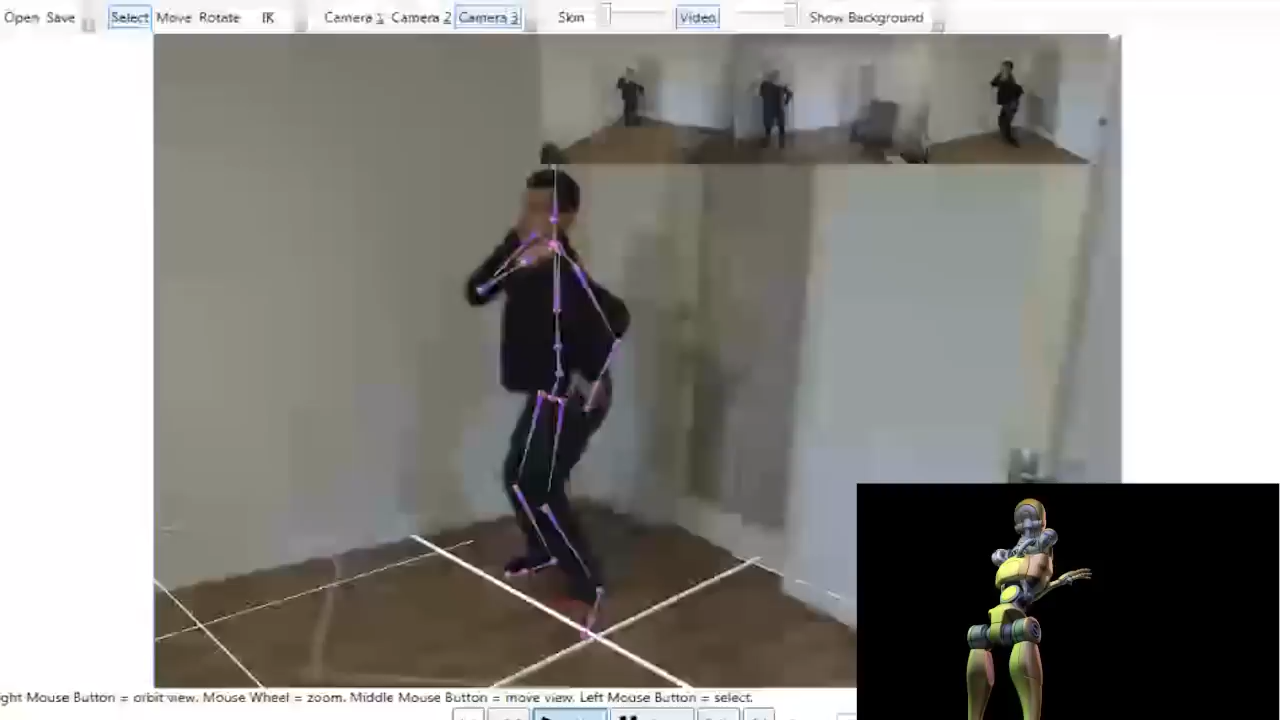 Open Save Select Move Rotate IK Camera 1 Camera 2 Camera 3 Skin Video Show Background
ght Mouse Button = orbit view. Mouse Wheel = zoom. Middle Mouse Button = move view. Left Mouse Button = select.